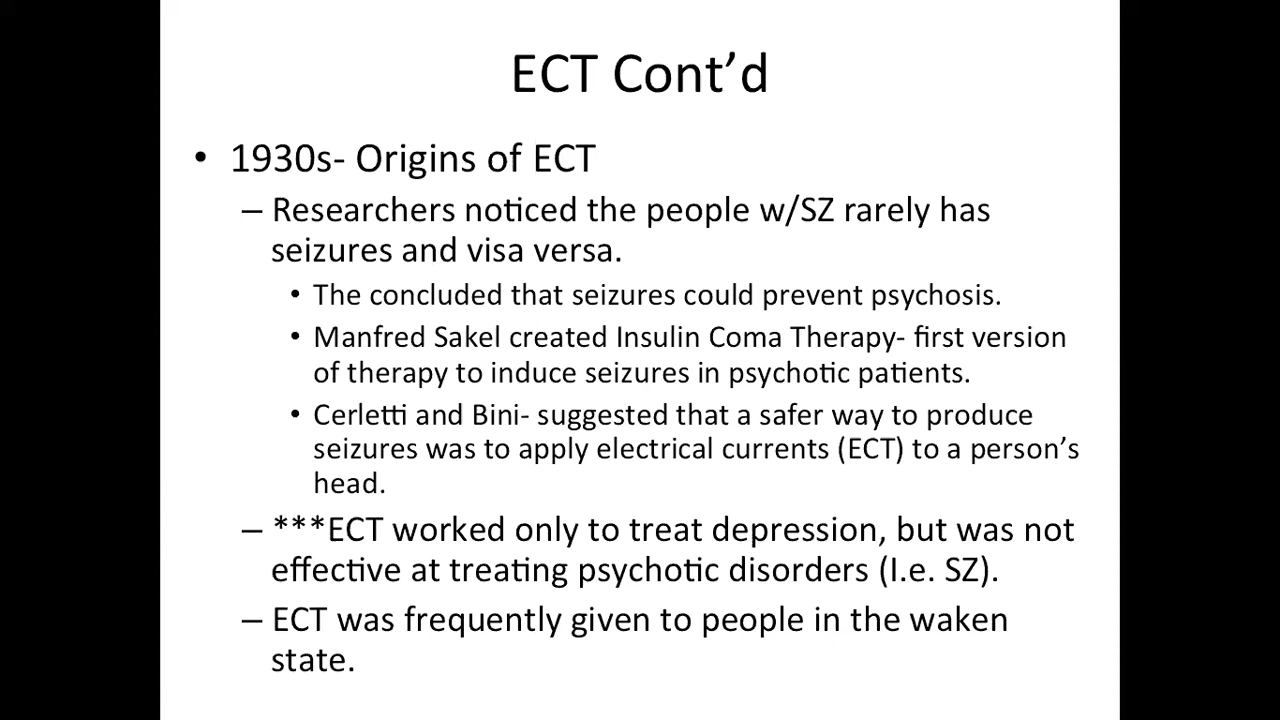 ECT Cont’d
• 1930s- Origins of ECT
– Researchers noticed the people w/SZ rarely has
seizures and visa versa.
• The concluded that seizures could prevent psychosis.
• Manfred Sakel created Insulin Coma Therapy- first version
of therapy to induce seizures in psychotic patients.
• Cerletti and Bini- suggested that a safer way to produce
seizures was to apply electrical currents (ECT) to a person’s
head.
– ***ECT worked only to treat depression, but was not
effective at treating psychotic disorders (I.e. SZ).
– ECT was frequently given to people in the waken
state.